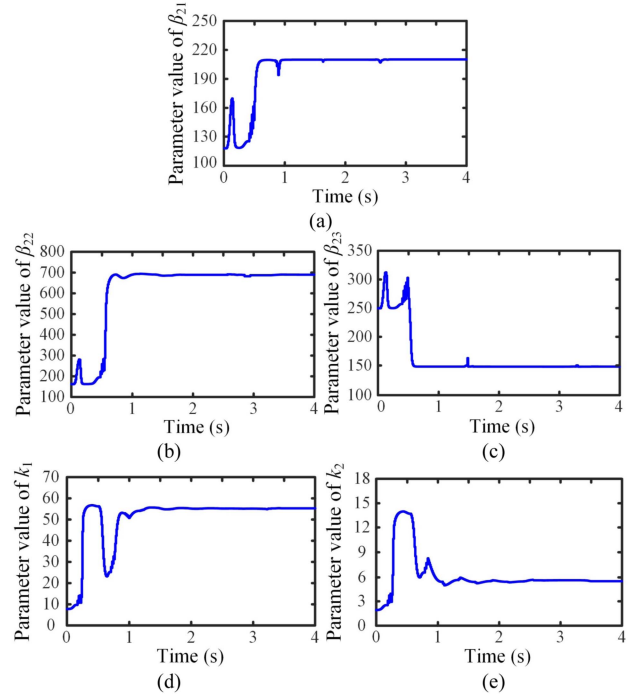 Parameter value of β21
250
220
190
160
130
100
0 1 2 3 4
Time (s)
(a)
Parameter value of β22
800
700
600
500
400
300
200
100
0 1 2 3 4
Time (s)
(b)
Parameter value of β23
350
300
250
200
150
100
0 1 2 3 4
Time (s)
(c)
Parameter value of k1
70
60
50
40
30
20
10
0
0 1 2 3 4
Time (s)
(d)
Parameter value of k2
18
15
12
9
6
3
0
0 1 2 3 4
Time (s)
(e)